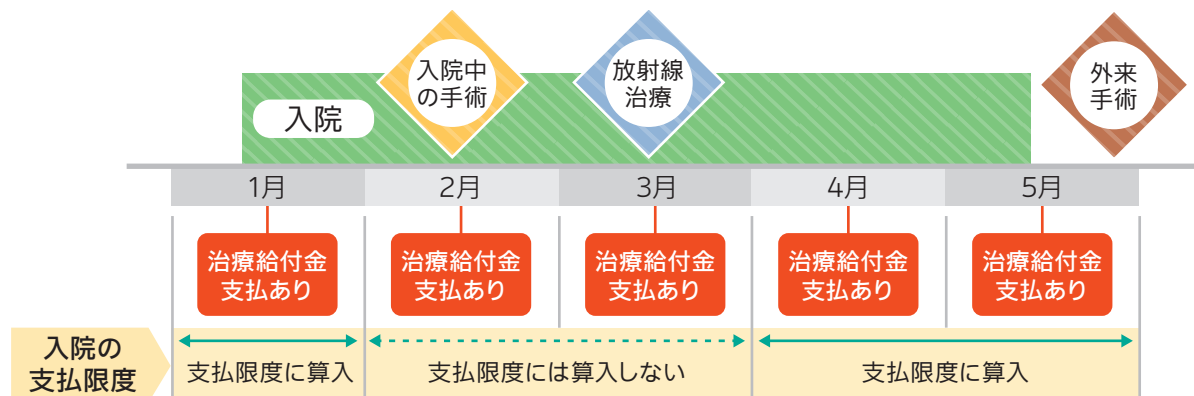 入院中
の手術
放射線
治療
外来
手術
入院
1月
2月
3月
4月
5月
治療給付金
支払あり
治療給付金
支払あり
治療給付金
支払あり
治療給付金
支払あり
治療給付金
支払あり
入院の
支払限度
支払限度に算入
支払限度には算入しない
支払限度に算入